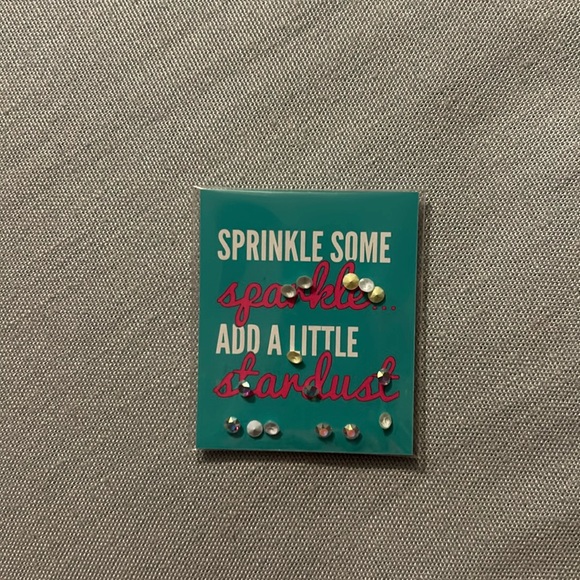 SPRINKLE SOME
sparkle...
ADD A LITTLE
stardust